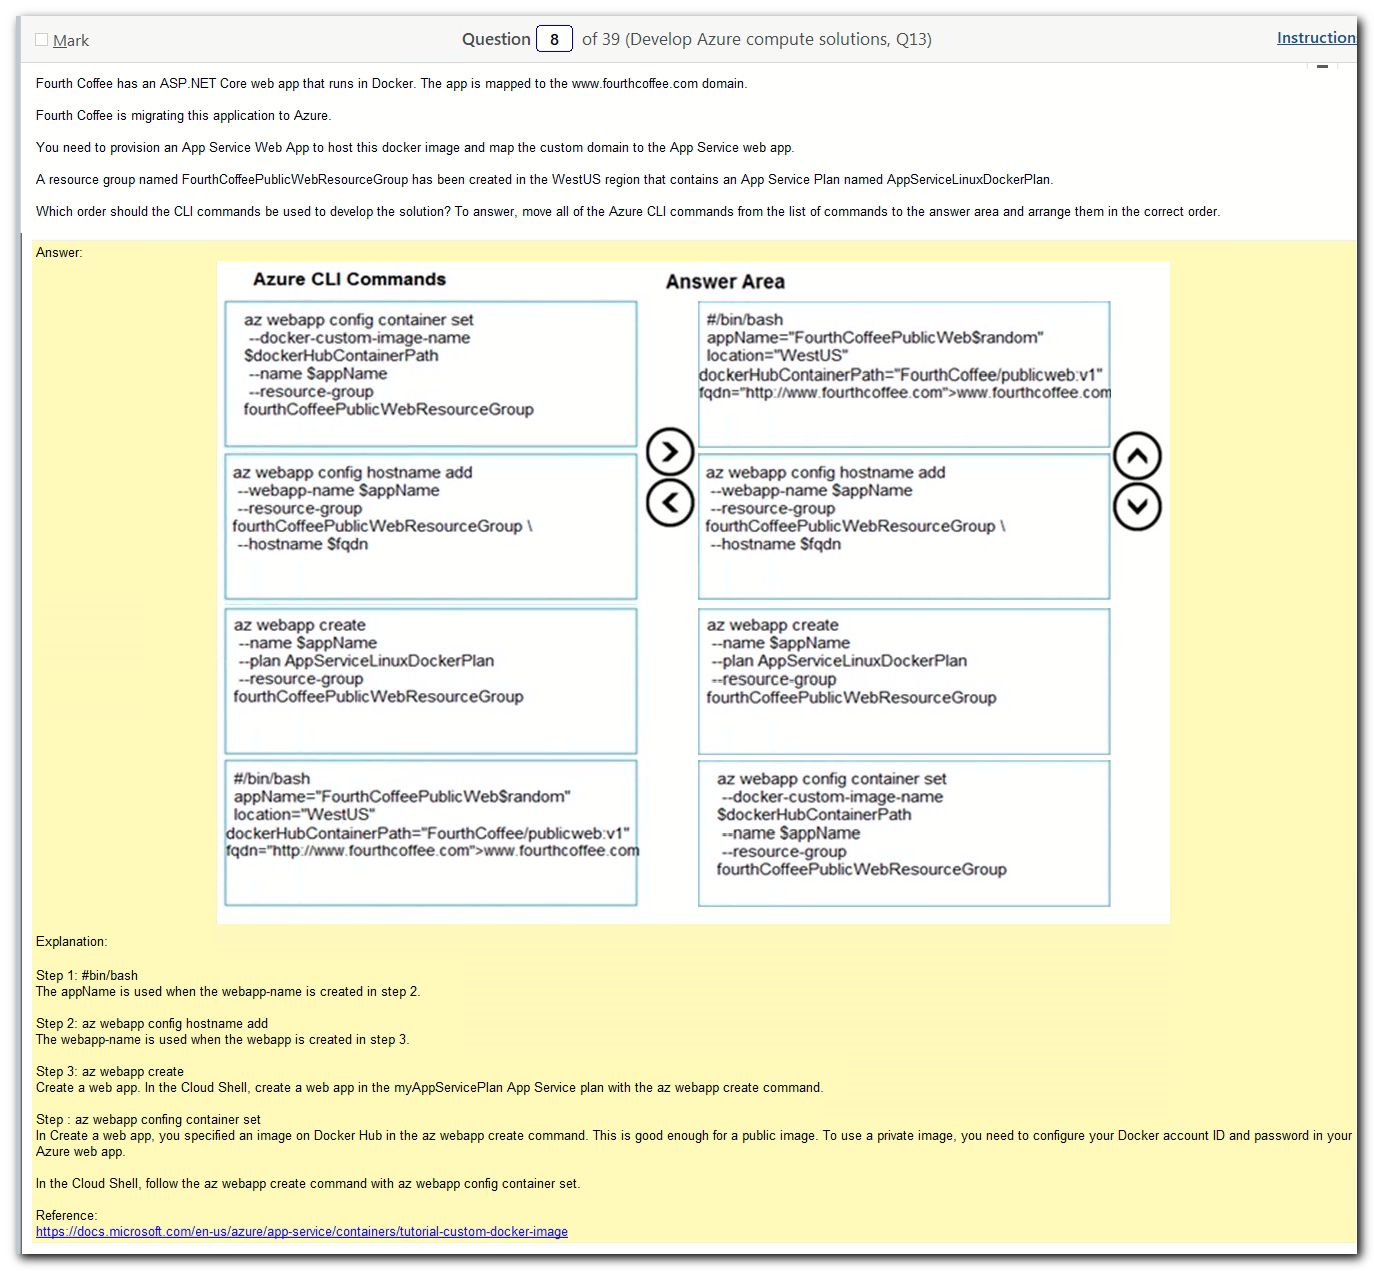 Mark
Question 8 of 39 (Develop Azure compute solutions, Q13)
Instruction
Fourth Coffee has an ASP.NET Core web app that runs in Docker. The app is mapped to the www.fourthcoffee.com domain.
Fourth Coffee is migrating this application to Azure.
You need to provision an App Service Web App to host this docker image and map the custom domain to the App Service web app.
A resource group named FourthCoffeePublicWebResourceGroup has been created in the WestUS region that contains an App Service Plan named AppServiceLinuxDockerPlan.
Which order should the CLI commands be used to develop the solution? To answer, move all of the Azure CLI commands from the list of commands to the answer area and arrange them in the correct order.
Answer:
Azure CLI Commands
az webapp config container set
--docker-custom-image-name
$dockerHubContainerPath
--name $appName
--resource-group
fourthCoffeePublicWebResourceGroup
az webapp config hostname add
--webapp-name $appName
--resource-group
fourthCoffeePublicWebResourceGroup \
--hostname $fqdn
az webapp create
--name $appName
--plan AppServiceLinuxDockerPlan
--resource-group
fourthCoffeePublicWebResourceGroup
#/bin/bash
appName="FourthCoffeePublicWeb$random"
location="WestUS"
dockerHubContainerPath="FourthCoffee/publicweb:v1"
fqdn="http://www.fourthcoffee.com">www.fourthcoffee.com
Answer Area
#/bin/bash
appName="FourthCoffeePublicWeb$random"
location="WestUS"
dockerHubContainerPath="FourthCoffee/publicweb:v1"
fqdn="http://www.fourthcoffee.com">www.fourthcoffee.com
az webapp config hostname add
--webapp-name $appName
--resource-group
fourthCoffeePublicWebResourceGroup \
--hostname $fqdn
az webapp create
--name $appName
--plan AppServiceLinuxDockerPlan
--resource-group
fourthCoffeePublicWebResourceGroup
az webapp config container set
--docker-custom-image-name
$dockerHubContainerPath
--name $appName
--resource-group
fourthCoffeePublicWebResourceGroup
Explanation:
Step 1: #bin/bash
The appName is used when the webapp-name is created in step 2.
Step 2: az webapp config hostname add
The webapp-name is used when the webapp is created in step 3.
Step 3: az webapp create
Create a web app. In the Cloud Shell, create a web app in the myAppServicePlan App Service plan with the az webapp create command.
Step : az webapp confing container set
In Create a web app, you specified an image on Docker Hub in the az webapp create command. This is good enough for a public image. To use a private image, you need to configure your Docker account ID and password in your
Azure web app.
In the Cloud Shell, follow the az webapp create command with az webapp config container set.
Reference:
https://docs.microsoft.com/en-us/azure/app-service/containers/tutorial-custom-docker-image